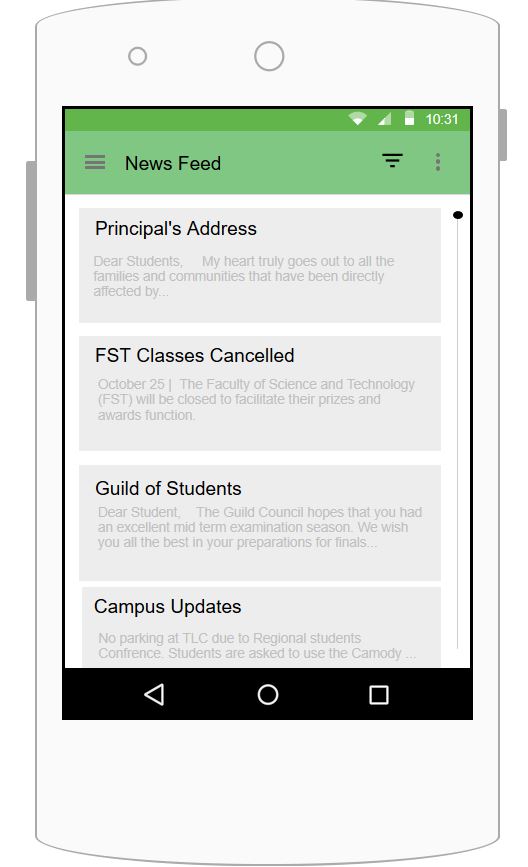 10:31
News Feed
Principal's Address
Dear Students, My heart truly goes out to all the
families and communities that have been directly
affected by...
FST Classes Cancelled
October 25 | The Faculty of Science and Technology
(FST) will be closed to facilitate their prizes and
awards function.
Guild of Students
Dear Student, The Guild Council hopes that you had
an excellent mid term examination season. We wish
you all the best in your preparations for finals...
Campus Updates
No parking at TLC due to Regional students
Confrence. Students are asked to use the Camody ...